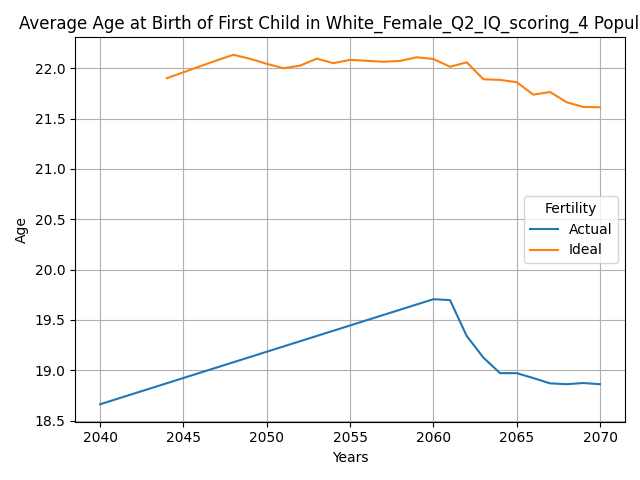 Average Age at Birth of First Child in White_Female_Q2_IQ_scoring_4 Popul
22.0
21.5
21.0
20.5
20.0
19.5
19.0
18.5
Age
Fertility
Actual
Ideal
2040 2045 2050 2055 2060 2065 2070
Years